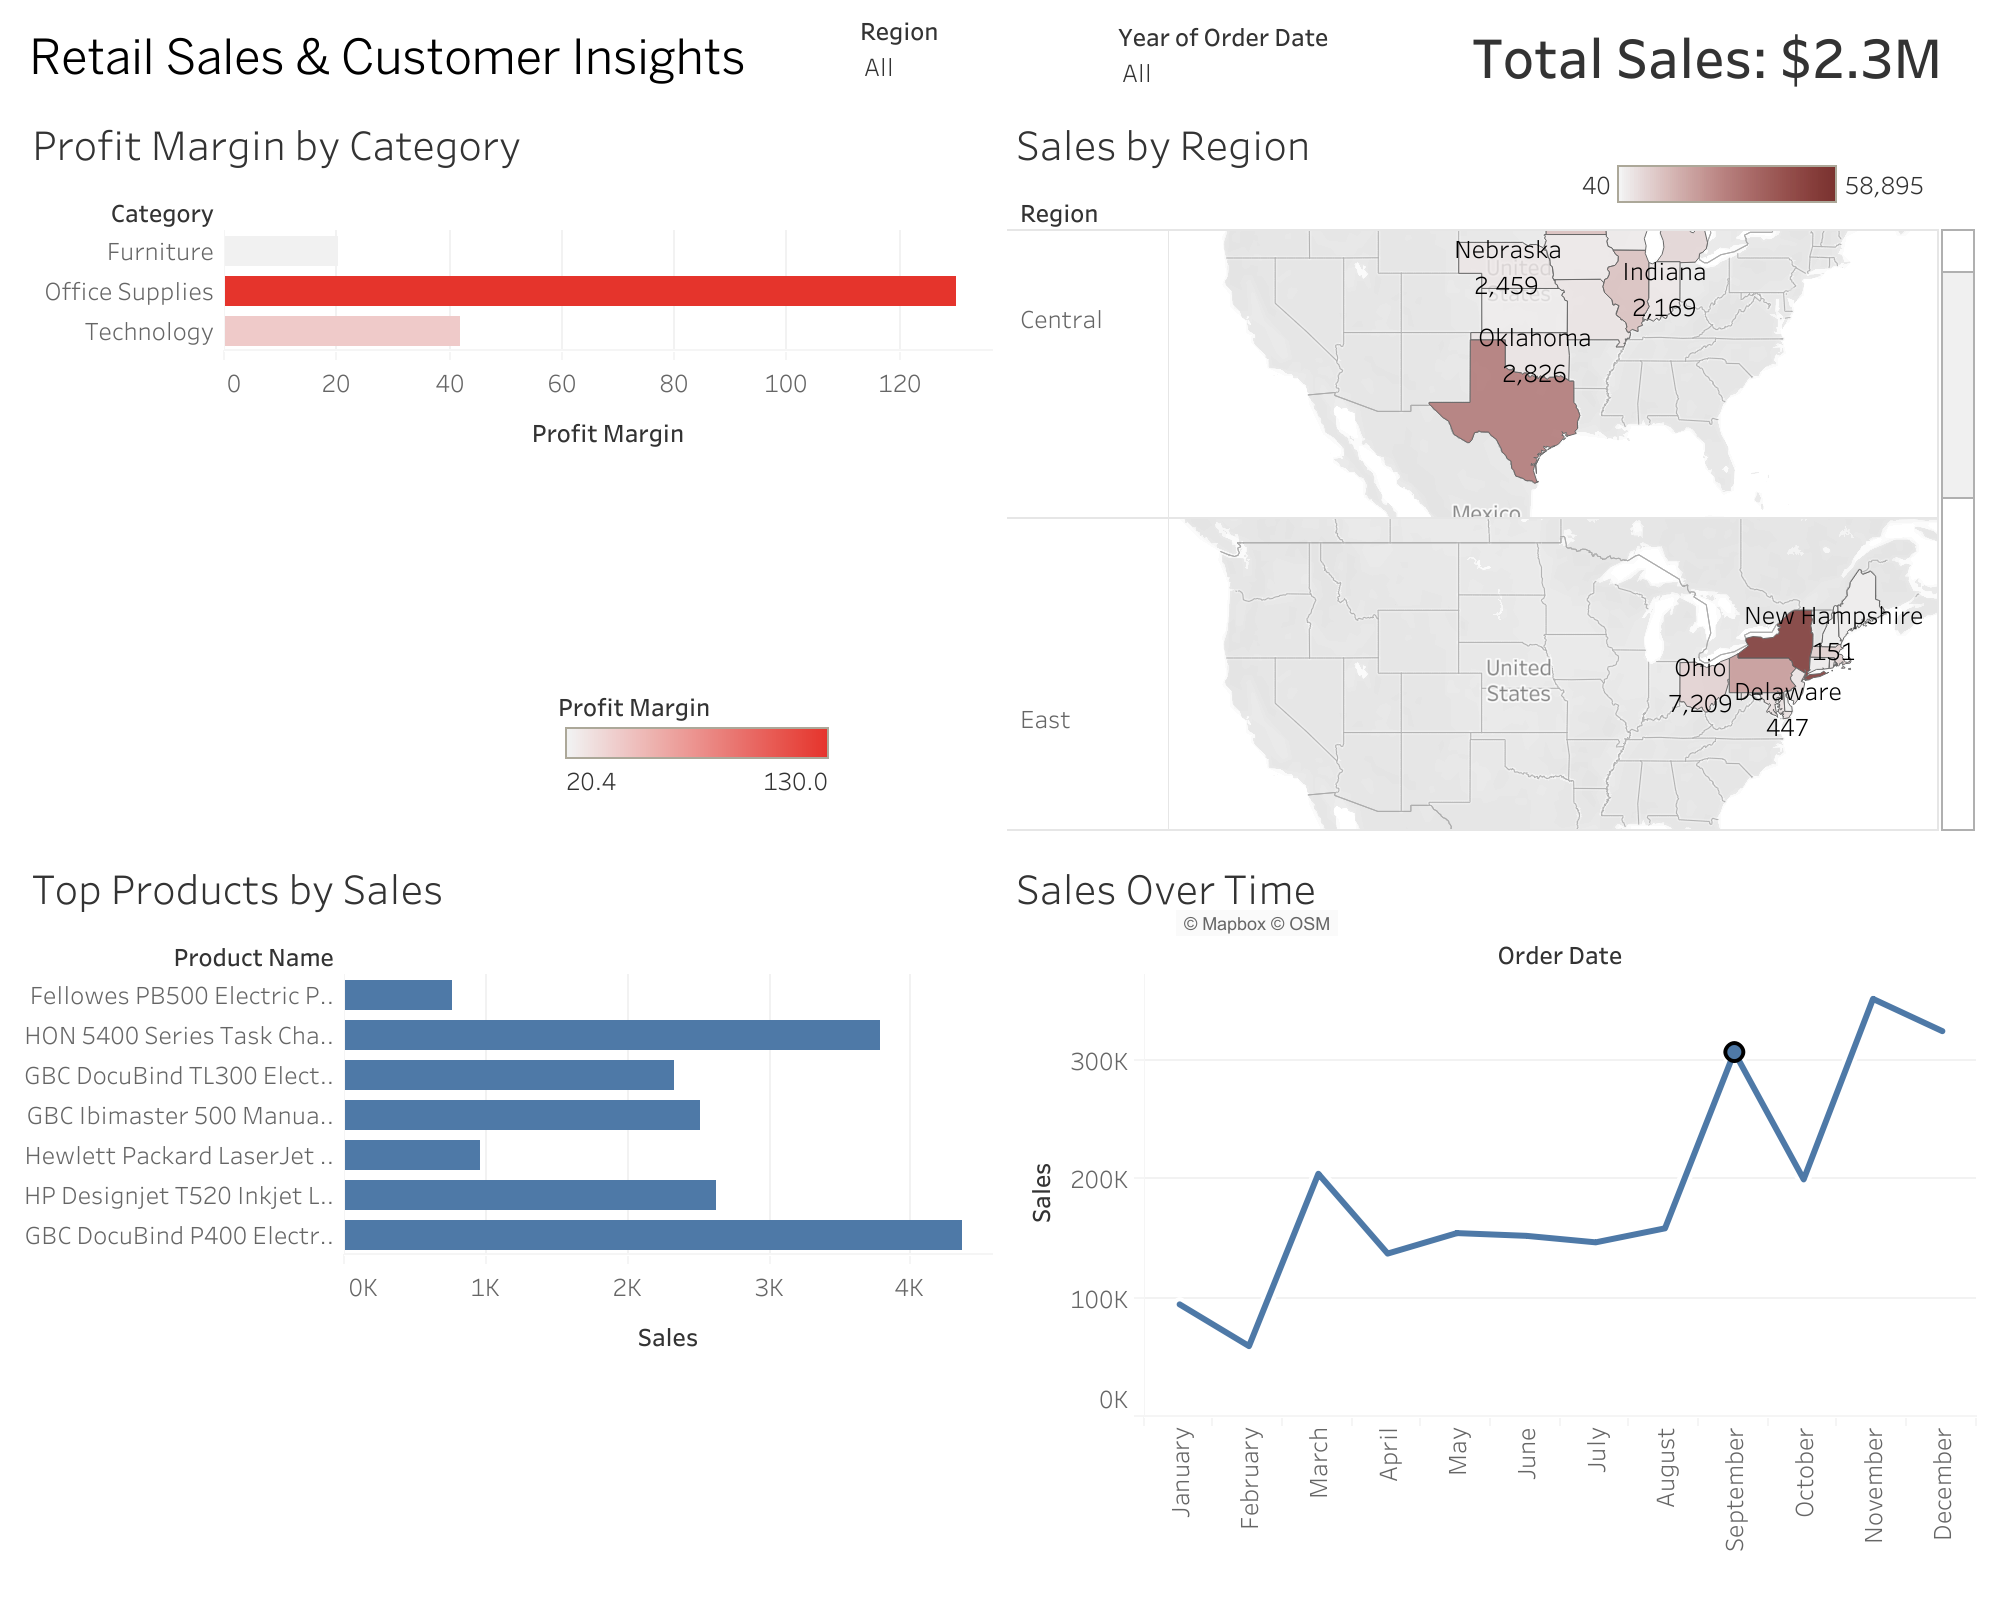 Retail Sales & Customer Insights
Region
All
Year of Order Date
All
Total Sales: $2.3M
Profit Margin by Category
Category
Furniture
Office Supplies
Technology
0 20 40 60 80 100 120
Profit Margin
Profit Margin
20.4 130.0
Sales by Region
40 58,895
Region
Central
United
States
Nebraska
2,459
Indiana
2,169
Oklahoma
2,826
Mexico
East
United
States
New Hampshire
151
Ohio
7,209
Delaware
447
Top Products by Sales
Product Name
Fellowes PB500 Electric P..
HON 5400 Series Task Cha..
GBC DocuBind TL300 Elect..
GBC Ibimaster 500 Manua..
Hewlett Packard LaserJet ..
HP Designjet T520 Inkjet L..
GBC DocuBind P400 Electr..
0K 1K 2K 3K 4K
Sales
Sales Over Time
© Mapbox © OSM
Order Date
Sales
300K
200K
100K
0K
January
February
March
April
May
June
July
August
September
October
November
December